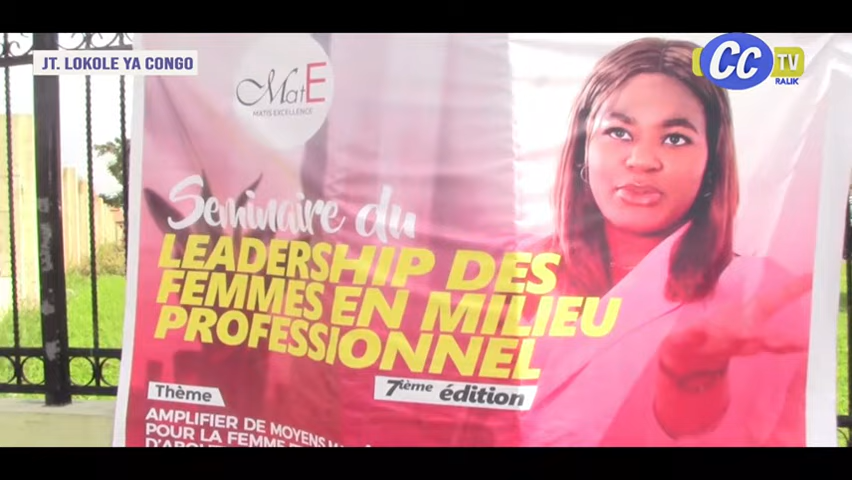 JT. LOKOLE YA CONGO
CC TV
RALIK
MatE
MATIS EXCELLENCE
Seminaire du
LEADERSHIP DES
FEMMES EN MILIEU
PROFESSIONNEL
7ième édition
Thème
AMPLIFIER DE MOYENS
POUR LA FEMME